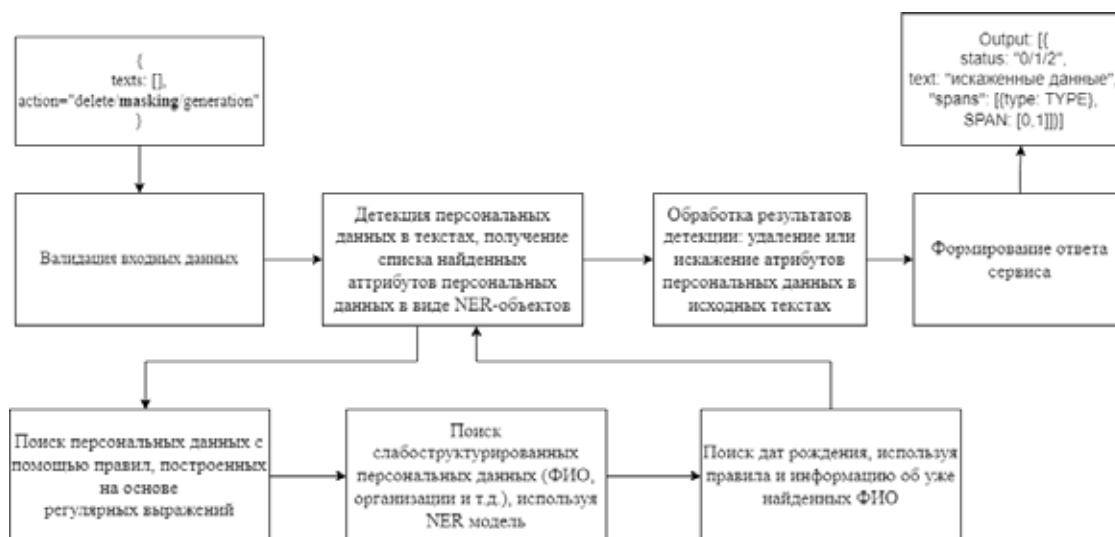 {
texts: [],
action="delete/masking/generation"
}
Output: [{
status: "0/1/2",
text: "искаженные данные",
"spans": [{type: TYPE},
SPAN: [0,1]])]
Валидация входных данных
Детекция персональных
данных в текстах, получение
списка найденных
аттрибутов персональных
данных в виде NER-объектов
Обработка результатов
детекции: удаление или
искажение атрибутов
персональных данных в
исходных текстах
Формирование ответа
сервиса
Поиск персональных данных с
помощью правил, построенных
на основе
регулярных выражений
Поиск
слабоструктурированных
персональных данных (ФИО,
организации и т.д.), используя
NER модель
Поиск дат рождения, используя
правила и информацию об уже
найденных ФИО